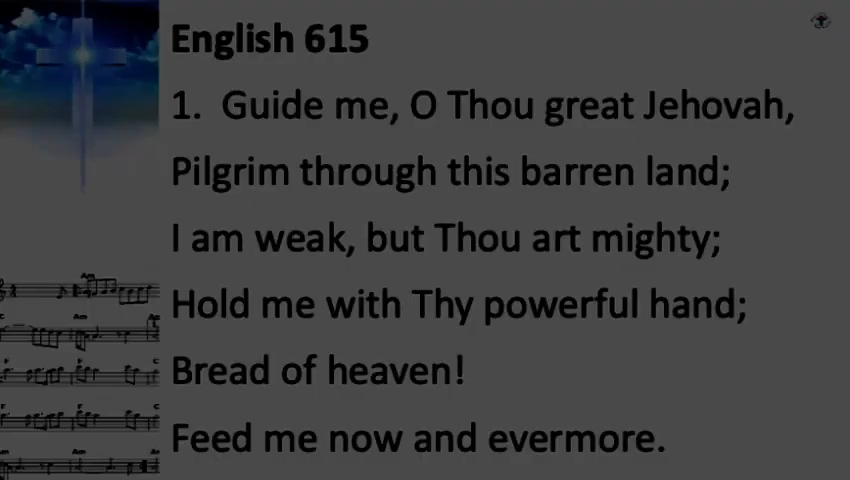 English 615
1. Guide me, O Thou great Jehovah,
Pilgrim through this barren land;
I am weak, but Thou art mighty;
Hold me with Thy powerful hand;
Bread of heaven!
Feed me now and evermore.